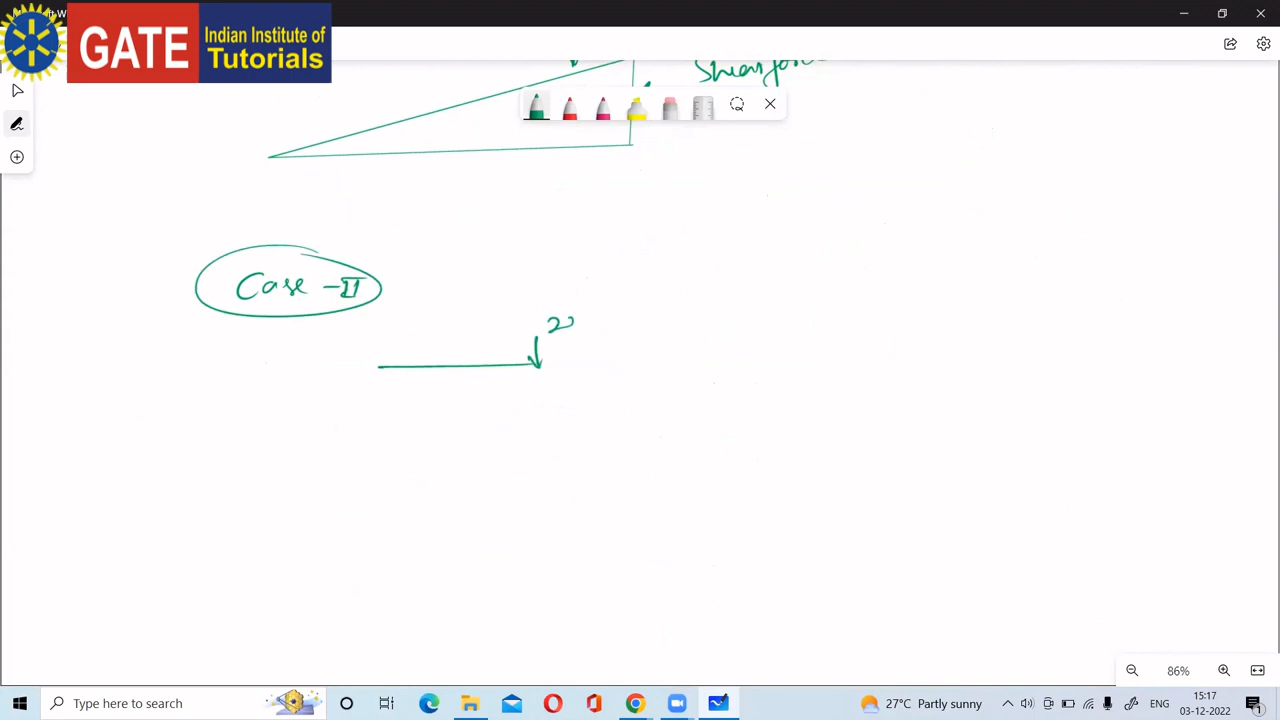 GATE
Indian Institute of
Tutorials
Case - II
86%
Type here to search
27°C Partly sunny
ENG
15:17
03-12-2022
1